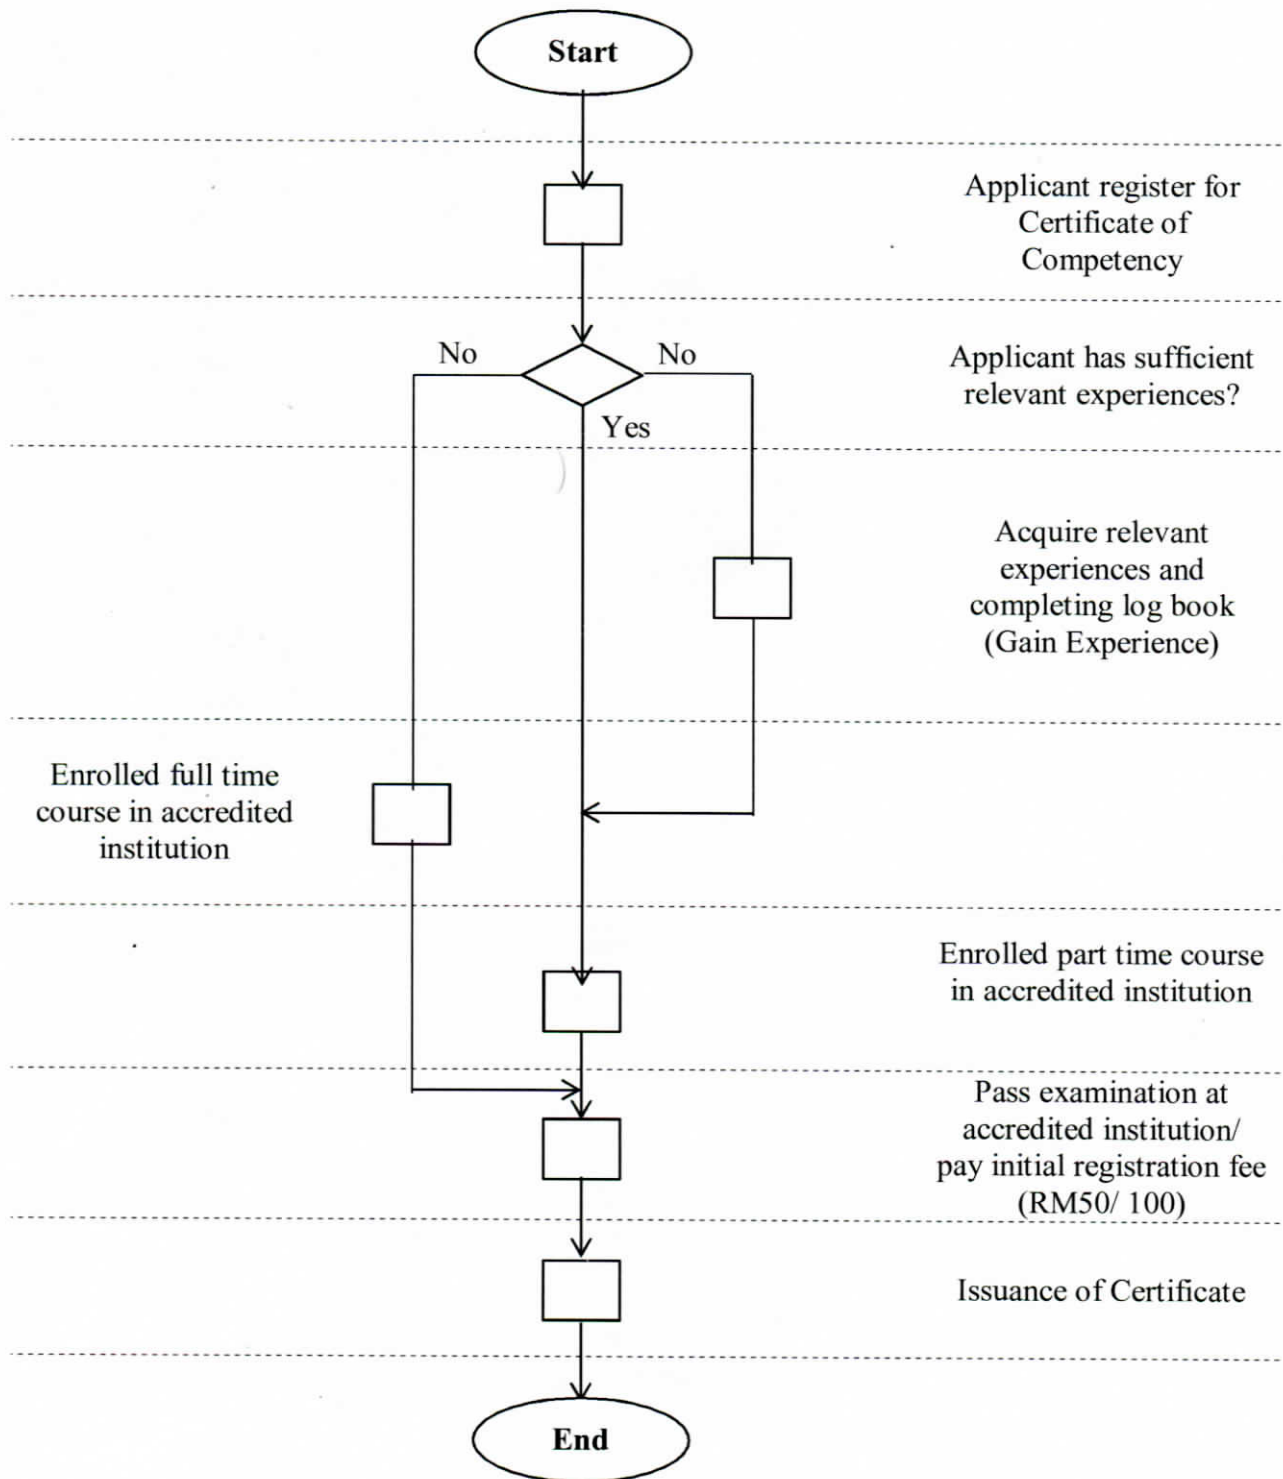 Start
Applicant register for
Certificate of
Competency
No
No
Applicant has sufficient
relevant experiences?
Yes
Acquire relevant
experiences and
completing log book
(Gain Experience)
Enrolled full time
course in accredited
institution
Enrolled part time course
in accredited institution
Pass examination at
accredited institution/
pay initial registration fee
(RM50/ 100)
Issuance of Certificate
End